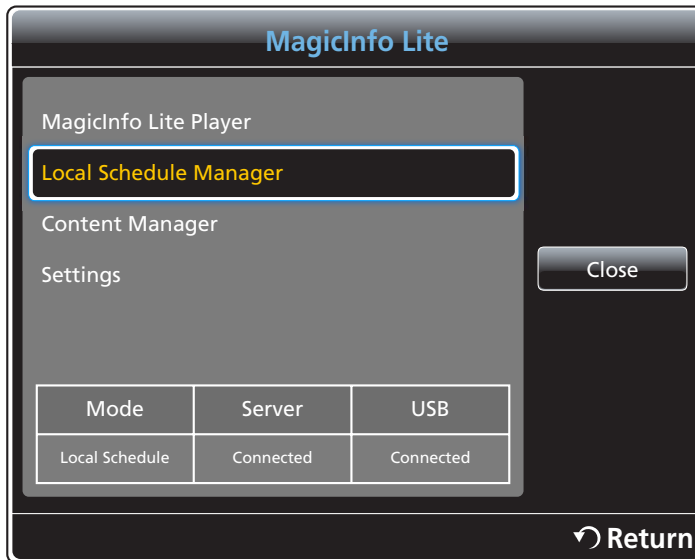 MagicInfo Lite
MagicInfo Lite Player
Local Schedule Manager
Content Manager
Settings
Close
Mode Server USB
Local Schedule Connected Connected
Return